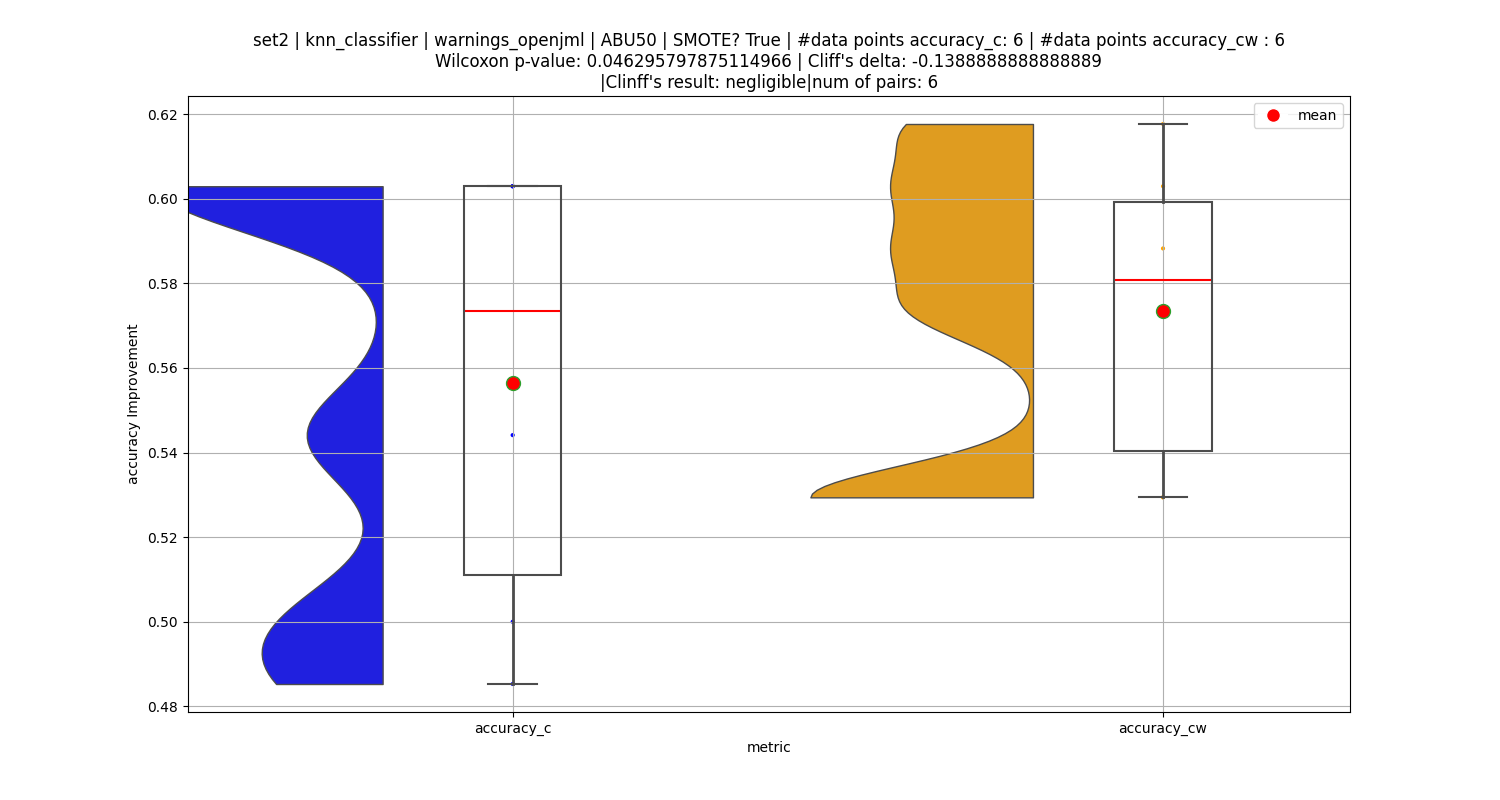 set2 | knn_classifier | warnings_openjml | ABU50 | SMOTE? True | #data points accuracy_c: 6 | #data points accuracy_cw : 6
Wilcoxon p-value: 0.046295797875114966 | Cliff's delta: -0.1388888888888889
|Clinff's result: negligible|num of pairs: 6
mean
0.62
0.60
0.58
0.56
0.54
0.52
0.50
0.48
accuracy Improvement
accuracy_c
accuracy_cw
metric